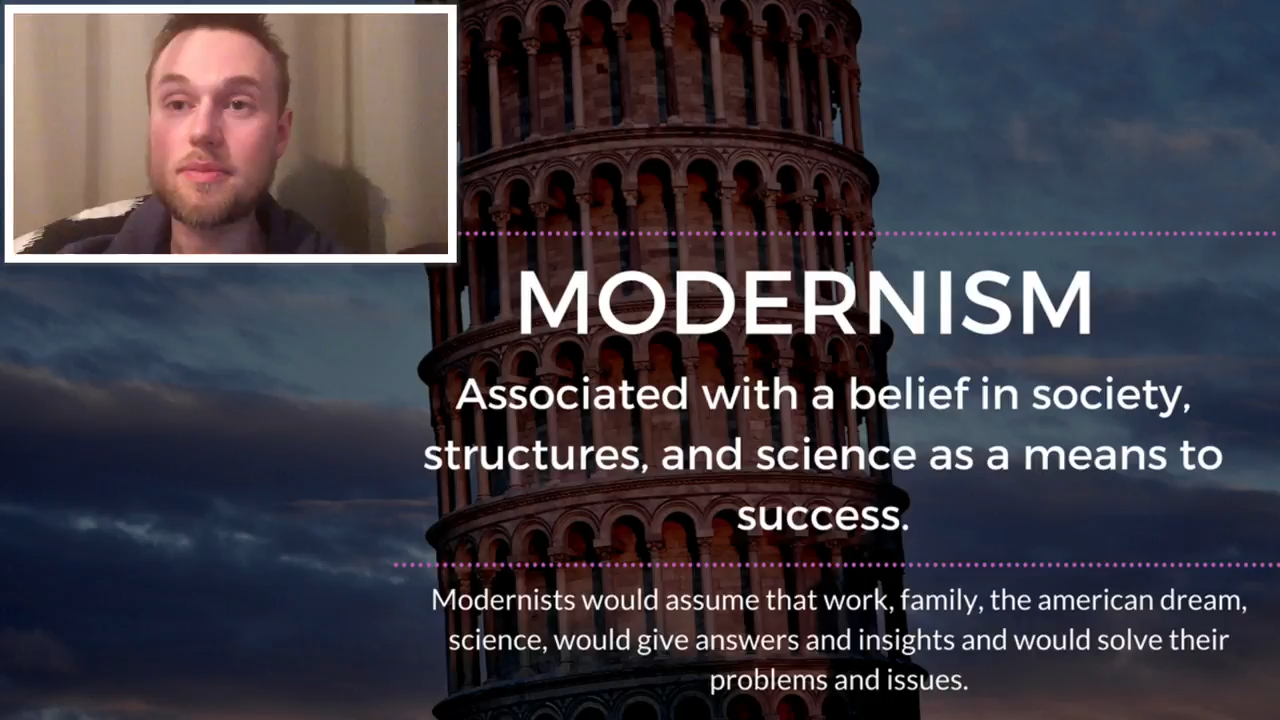 MODERNISM
Associated with a belief in society,
structures, and science as a means to
success.
Modernists would assume that work, family, the american dream,
science, would give answers and insights and would solve their
problems and issues.